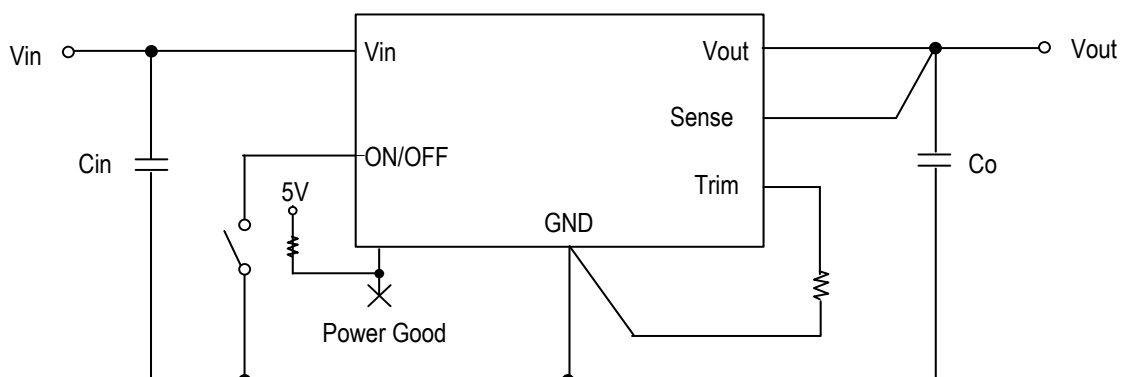 Vin
Vin
Vout
Vout
Sense
Cin
ON/OFF
Co
5V
Trim
GND
Power Good